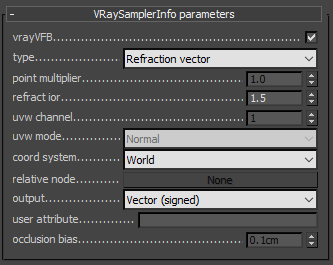 - VRaySamplerInfo parameters
vrayVFB
type Refraction vector
point multiplier 1.0
refract ior 1.5
uvw channel 1
uvw mode Normal
coord system World
relative node None
output Vector (signed)
user attribute
occlusion bias 0.1cm